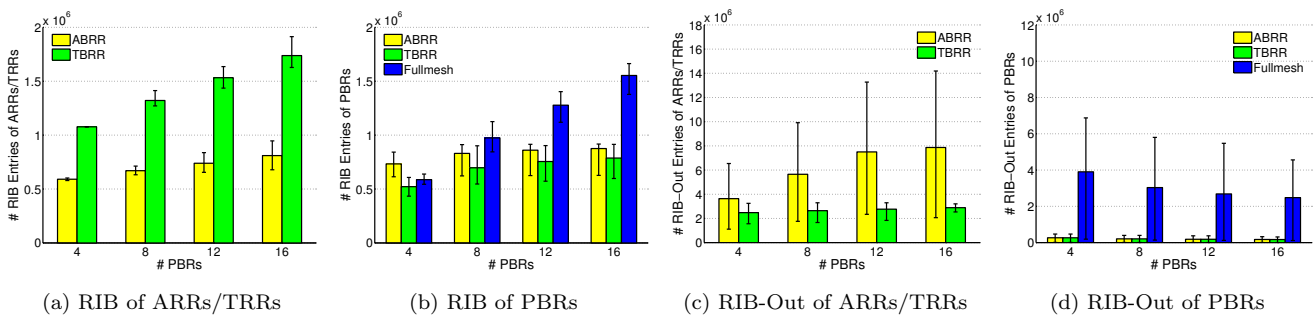 x 10^6
2
1.5
1
0.5
0
ABRR
TBRR
# RIB Entries of ARRs/TRRs
4 8 12 16
# PBRs
(a) RIB of ARRs/TRRs
x 10^6
2
1.5
1
0.5
0
ABRR
TBRR
Fullmesh
# RIB Entries of PBRs
4 8 12 16
# PBRs
(b) RIB of PBRs
x 10^6
18
16
14
12
10
8
6
4
2
0
ABRR
TBRR
# RIB−Out Entries of ARRs/TRRs
4 8 12 16
# PBRs
(c) RIB-Out of ARRs/TRRs
x 10^6
12
10
8
6
4
2
0
ABRR
TBRR
Fullmesh
# RIB−Out Entries of PBRs
4 8 12 16
# PBRs
(d) RIB-Out of PBRs